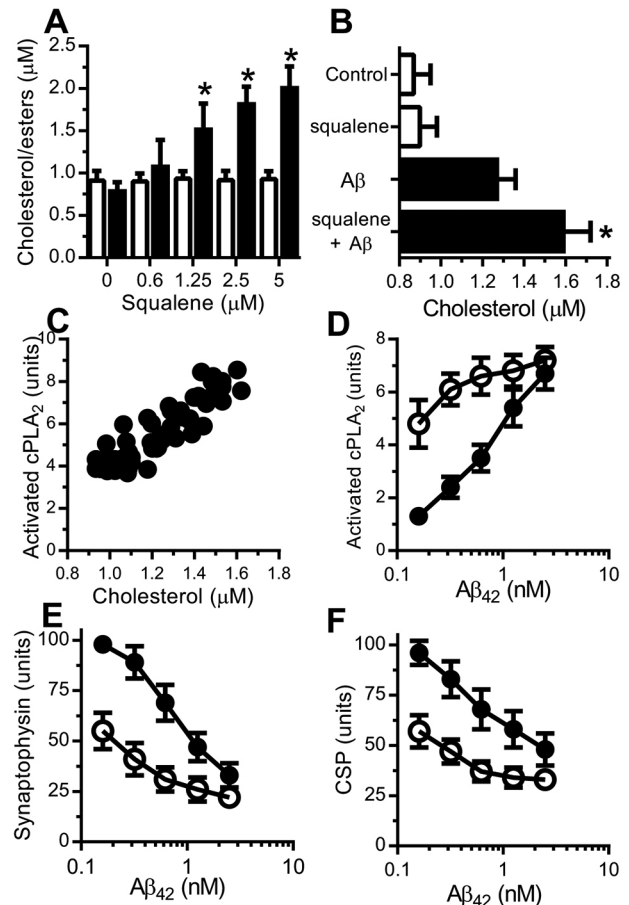 A
Cholesterol/esters (μM)
2.5
2.0
1.5
1.0
0.5
0.0
* * *
0 0.6 1.25 2.5 5
Squalene (μM)
B
Control
squalene
Aβ
squalene
+ Aβ
*
0.8 1.0 1.2 1.4 1.6 1.8
Cholesterol (μM)
C
Activated cPLA2 (units)
10
8
6
4
2
0
0.8 1.0 1.2 1.4 1.6 1.8
Cholesterol (μM)
D
Activated cPLA2 (units)
8
6
4
2
0
0.1 1 10
Aβ42 (nM)
E
Synaptophysin (units)
100
75
50
25
0
0.1 1 10
Aβ42 (nM)
F
CSP (units)
100
75
50
25
0
0.1 1 10
Aβ42 (nM)